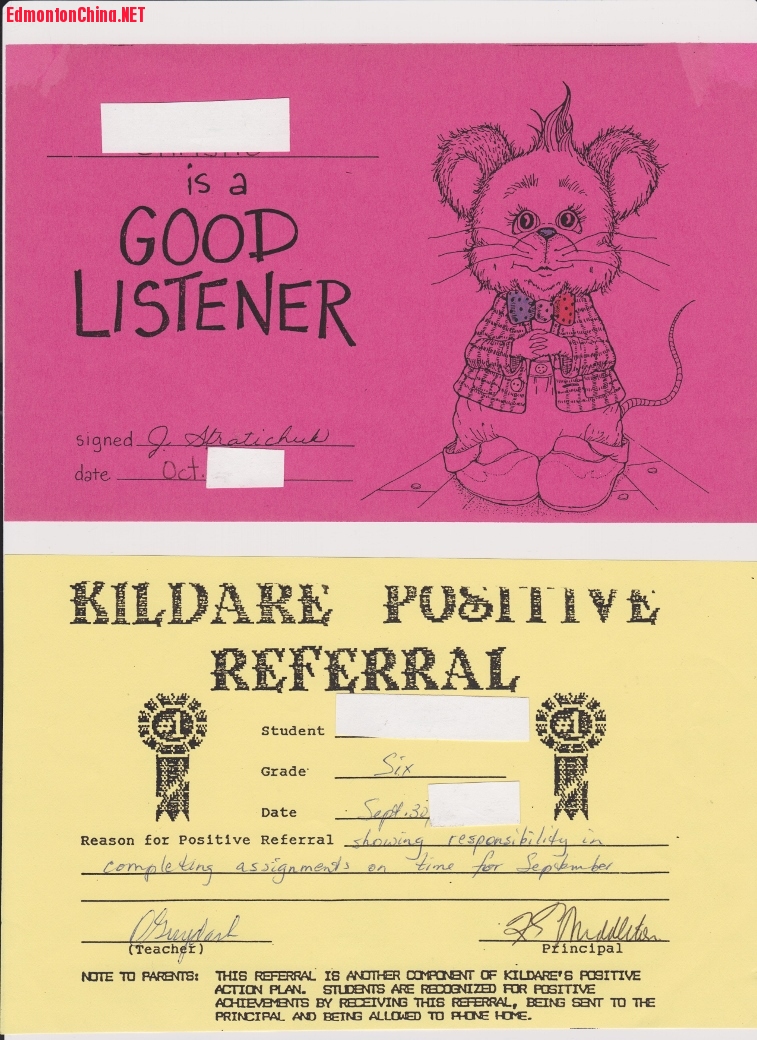 EdmontonChina.NET
is a
GOOD
LISTENER
signed J. Stratichuk
date Oct.
KILDARE POSITIVE
REFERRAL
#1 #1
Student
Grade Six
Date Sept. 30,
Reason for Positive Referral showing responsibility in
completing assignments on time for September
Middleton
(Teacher) Principal
NOTE TO PARENTS: THIS REFERRAL IS ANOTHER COMPONENT OF KILDARE'S POSITIVE
ACTION PLAN. STUDENTS ARE RECOGNIZED FOR POSITIVE
ACHIEVEMENTS BY RECEIVING THIS REFERRAL, BEING SENT TO THE
PRINCIPAL AND BEING ALLOWED TO PHONE HOME.